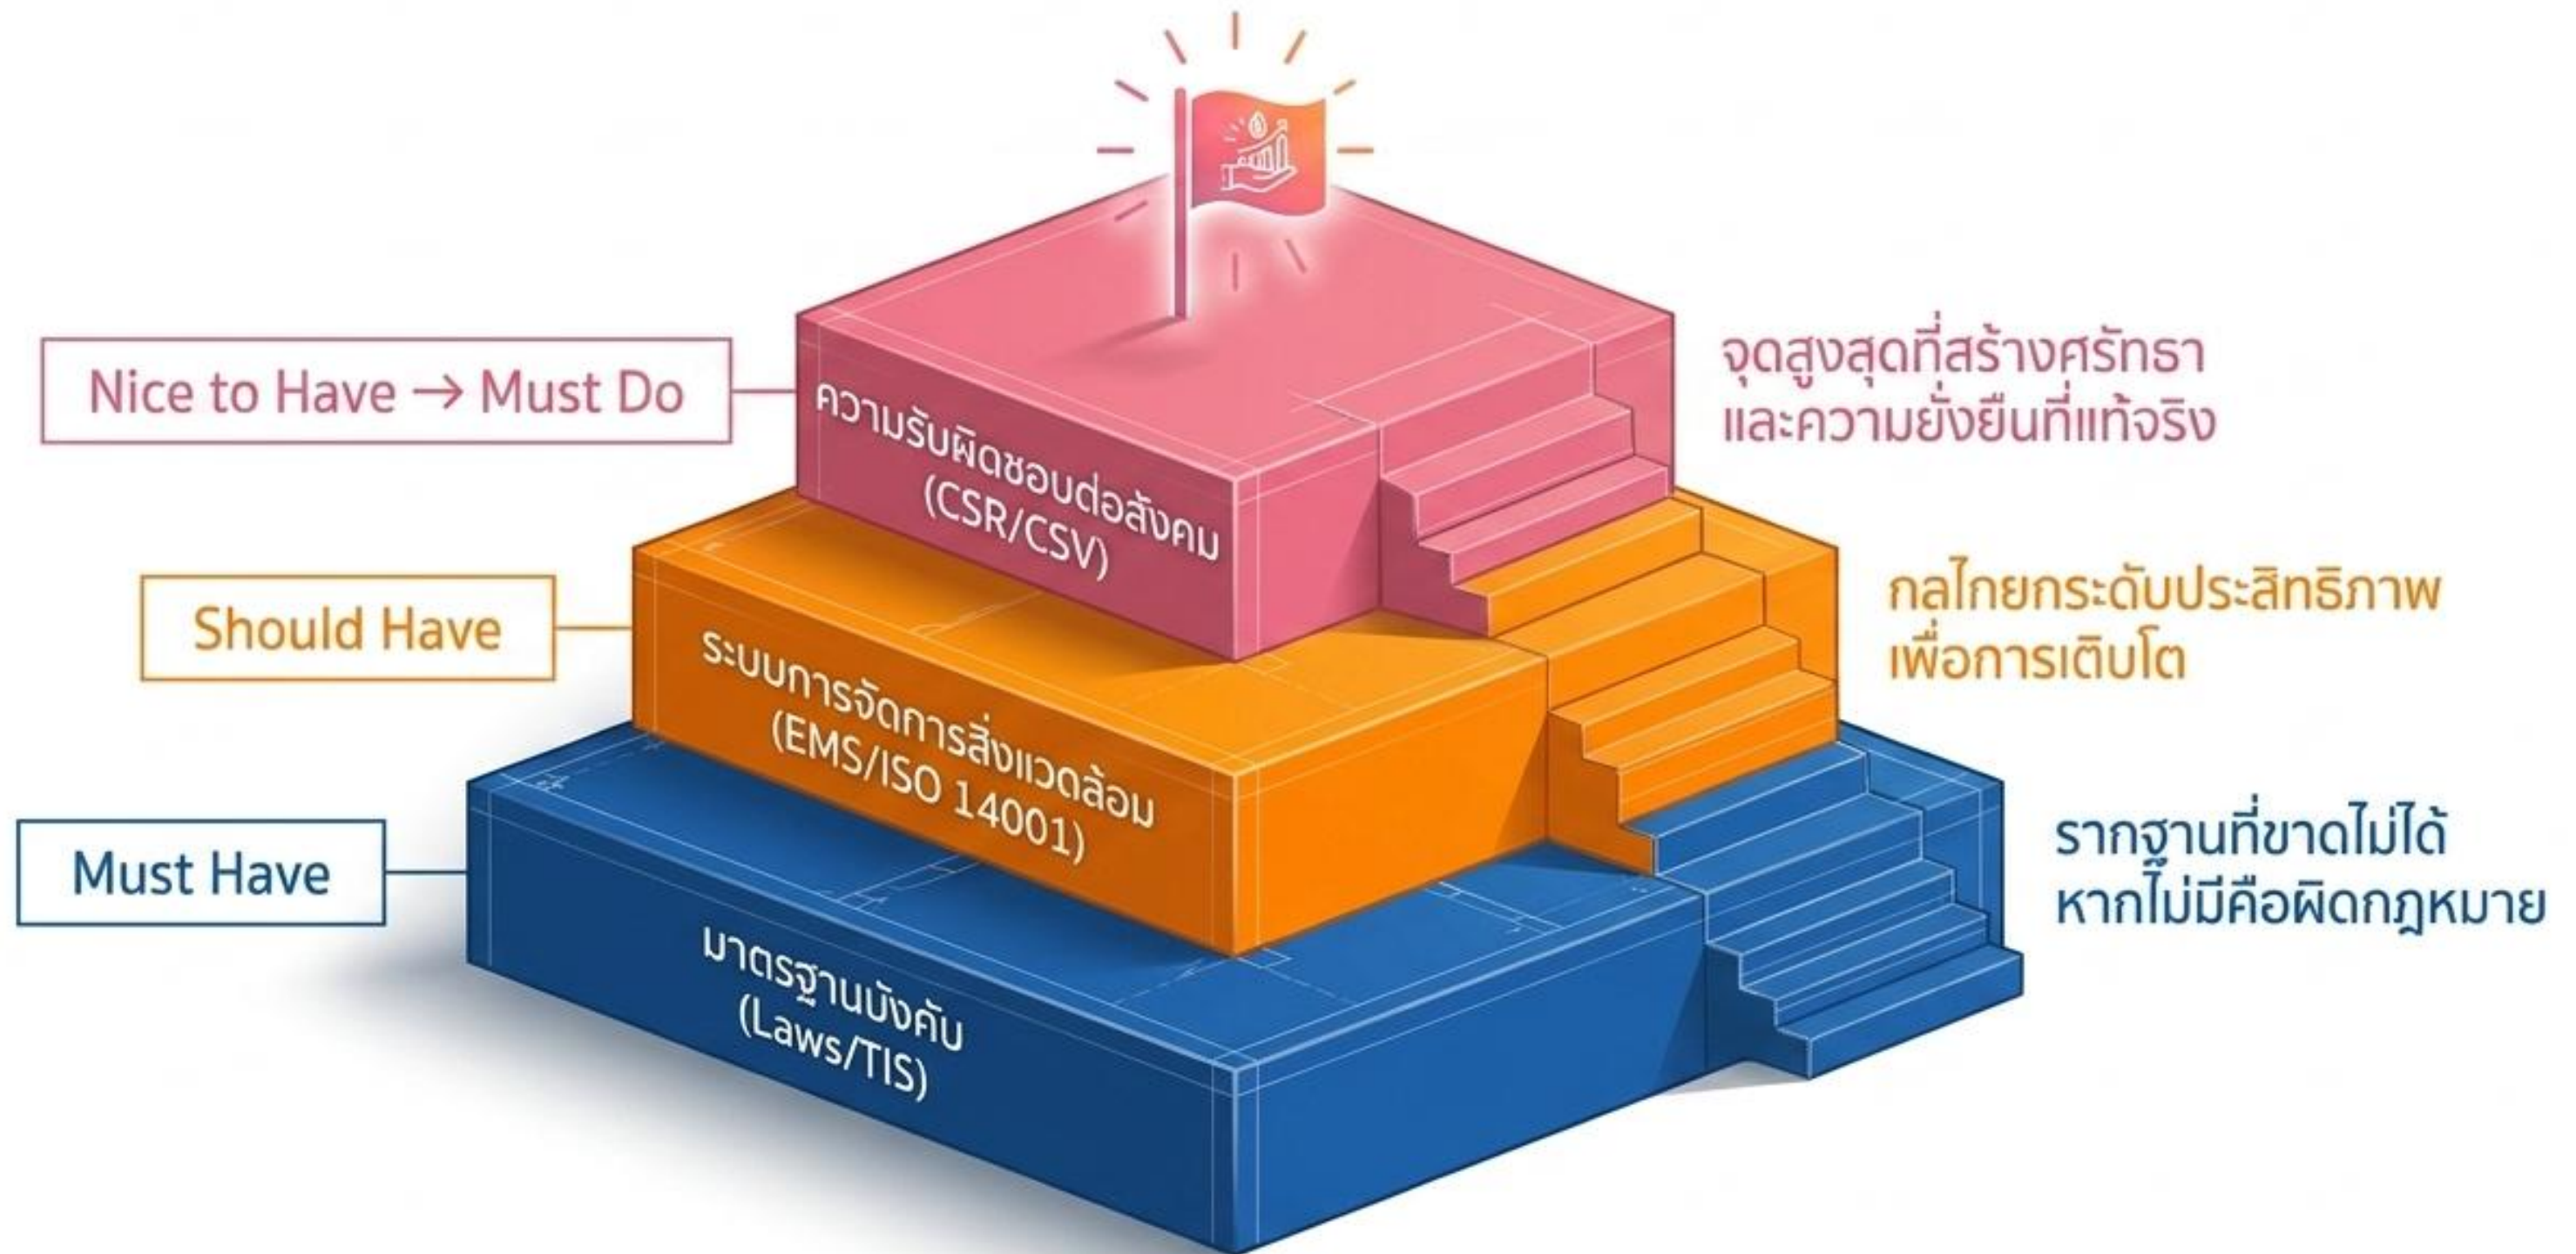 Nice to Have → Must Do
ความรับผิดชอบต่อสังคม
(CSR/CSV)
จุดสูงสุดที่สร้างศรัทธา
และความยั่งยืนที่แท้จริง
Should Have
ระบบการจัดการสิ่งแวดล้อม
(EMS/ISO 14001)
กลไกยกระดับประสิทธิภาพ
เพื่อการเติบโต
Must Have
มาตรฐานบังคับ
(Laws/TIS)
รากฐานที่ขาดไม่ได้
หากไม่มีคือผิดกฎหมาย